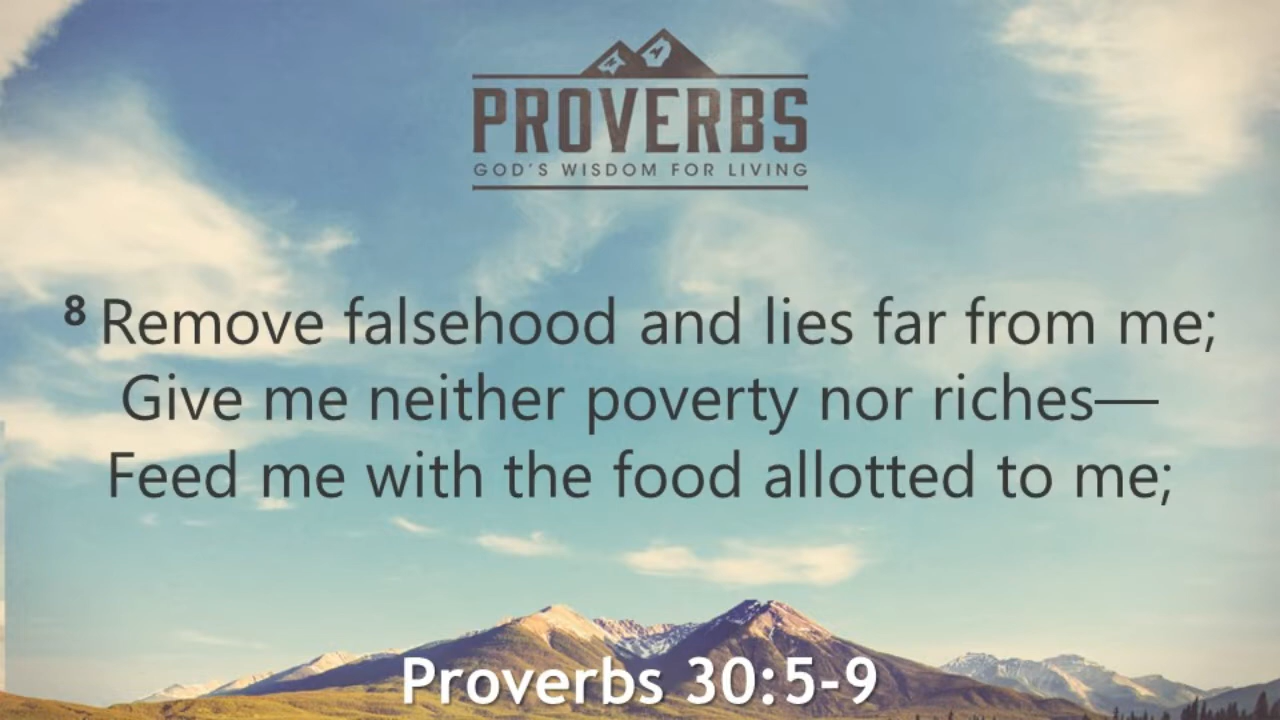 PROVERBS
GOD'S WISDOM FOR LIVING
8 Remove falsehood and lies far from me;
Give me neither poverty nor riches—
Feed me with the food allotted to me;
Proverbs 30:5-9